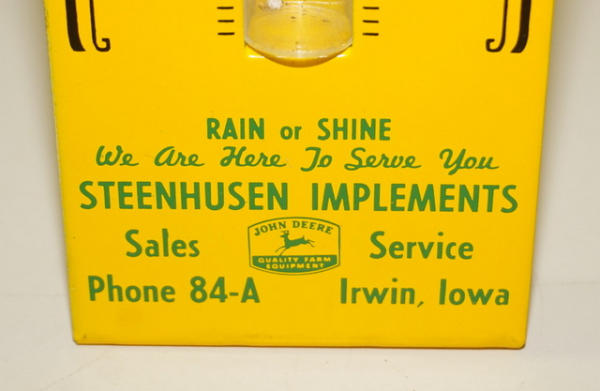 RAIN or SHINE
We Are Here To Serve You
STEENHUSEN IMPLEMENTS
Sales
JOHN DEERE
QUALITY FARM
EQUIPMENT
Service
Phone 84-A
Irwin, Iowa